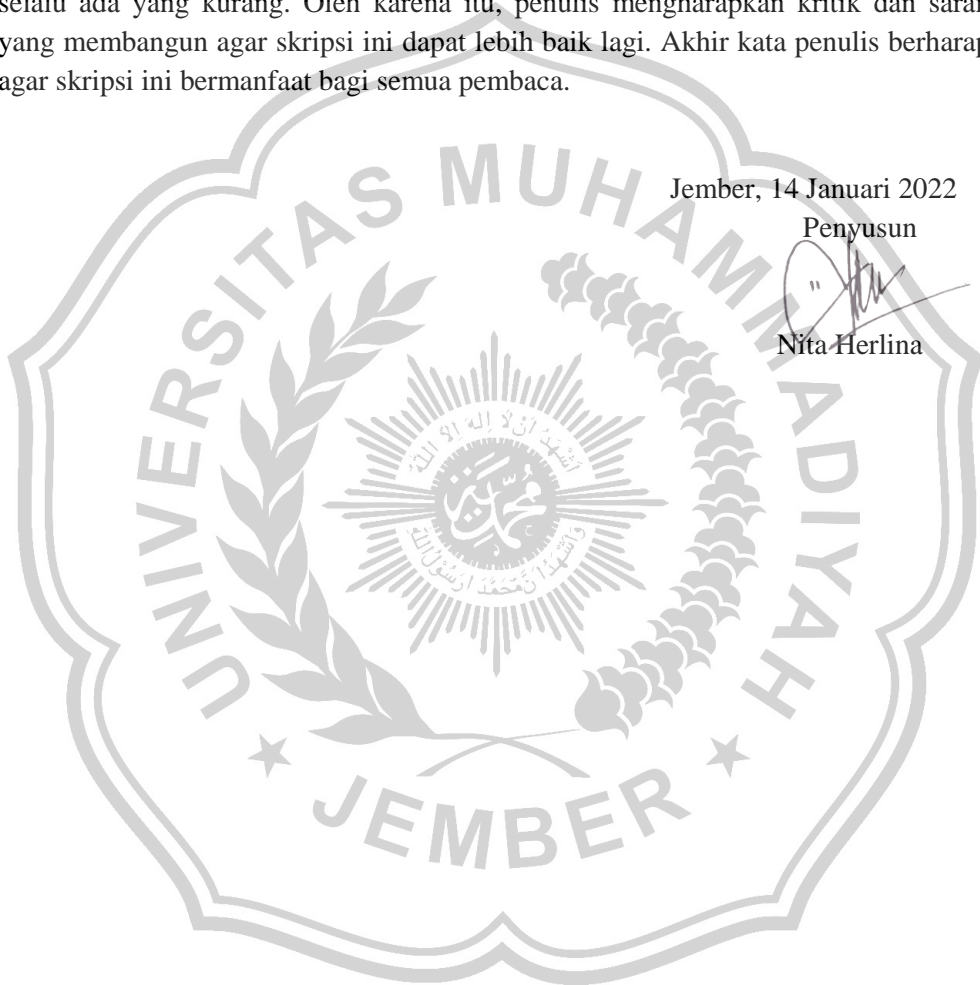 selalu ada yang kurang. Oleh karena itu, penulis mengharapkan kritik dan saran
yang membangun agar skripsi ini dapat lebih baik lagi. Akhir kata penulis berharap
agar skripsi ini bermanfaat bagi semua pembaca.
Jember, 14 Januari 2022
Penyusun
Nita Herlina
UNIVERSITAS MUHAMMADIYAH
JEMBER